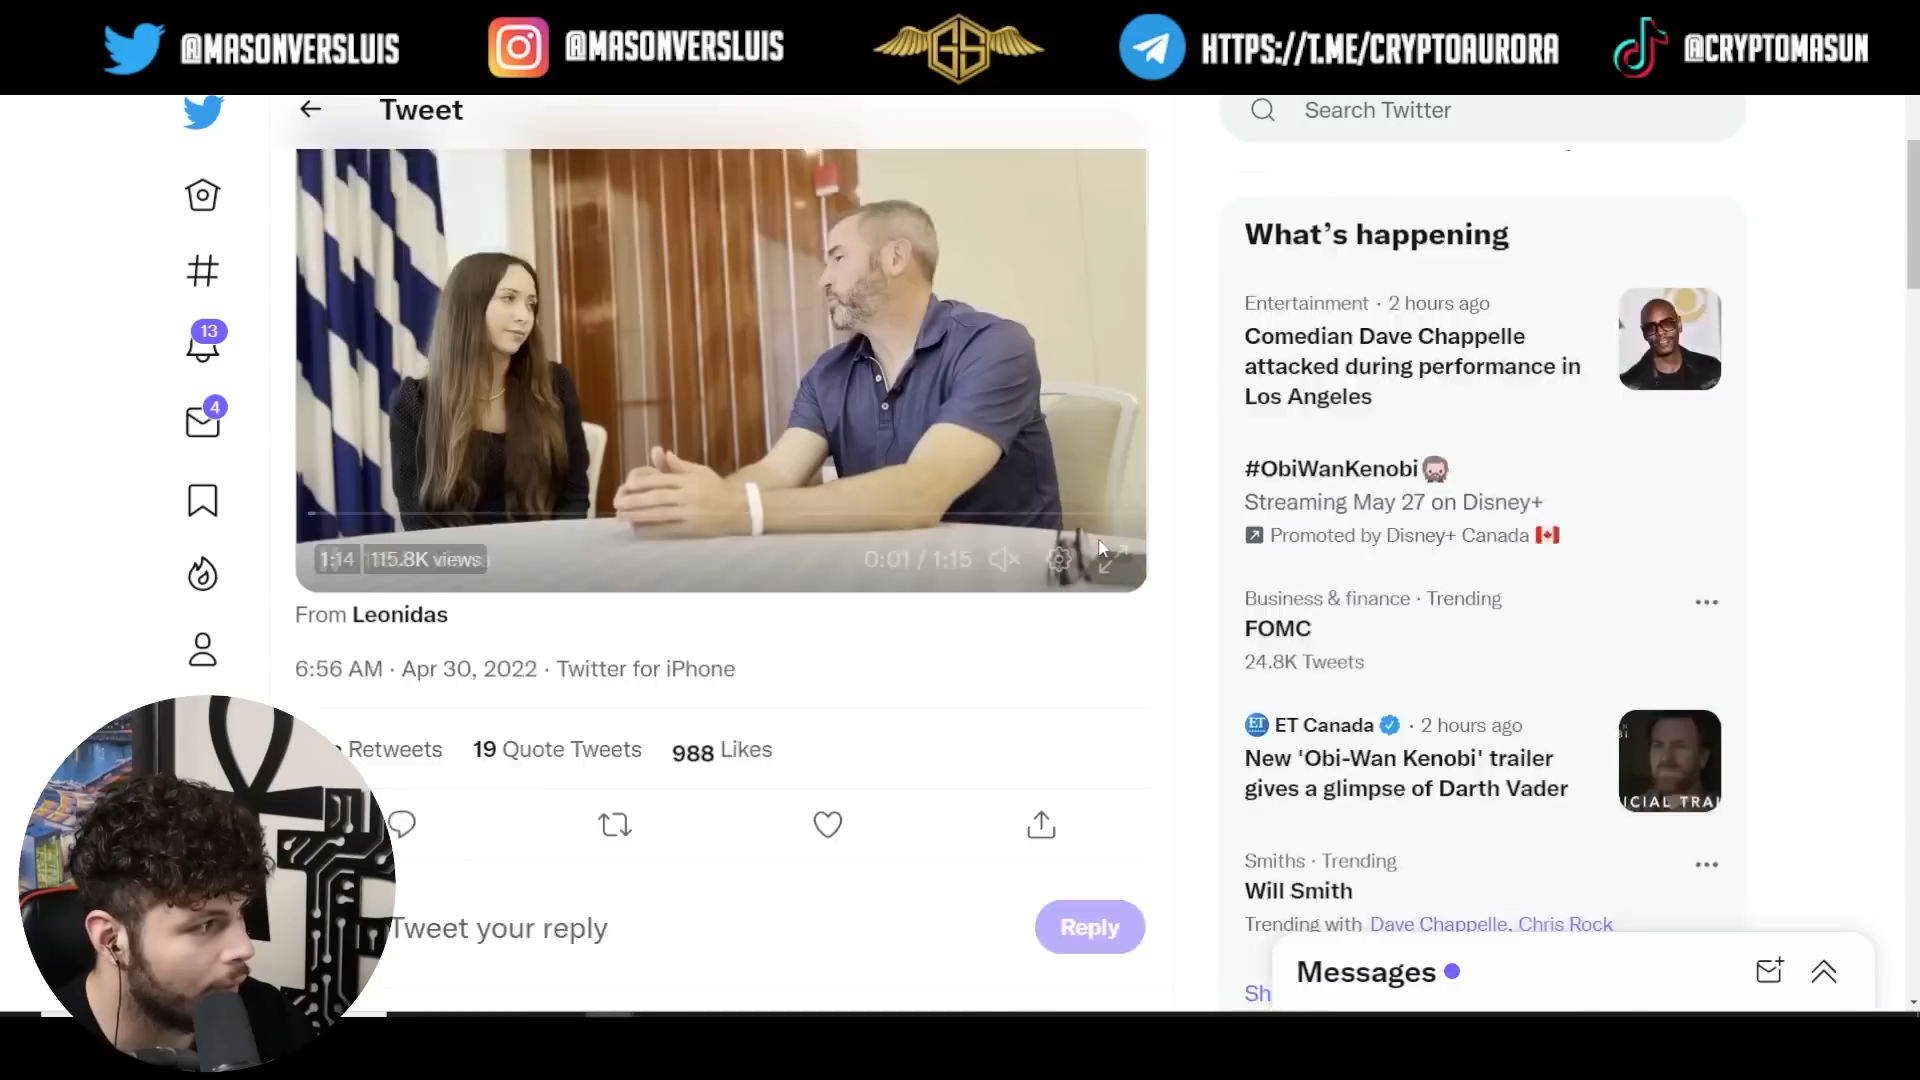 @MASONVERSLUIS
@MASONVERSLUIS
GS
HTTPS://T.ME/CRYPTOAURORA
@CRYPTOMASUN
Tweet
Search Twitter
13
4
1:14
115.8K views
0:01 / 1:15
From Leonidas
6:56 AM · Apr 30, 2022 · Twitter for iPhone
Retweets
19 Quote Tweets
988 Likes
Tweet your reply
Reply
What's happening
Entertainment · 2 hours ago
Comedian Dave Chappelle
attacked during performance in
Los Angeles
#ObiWanKenobi
Streaming May 27 on Disney+
Promoted by Disney+ Canada
Business & finance · Trending
FOMC
24.8K Tweets
ET
ET Canada · 2 hours ago
New 'Obi-Wan Kenobi' trailer
gives a glimpse of Darth Vader
ICIAL TRA
Smiths · Trending
Will Smith
Trending with Dave Chappelle, Chris Rock
Sh
Messages